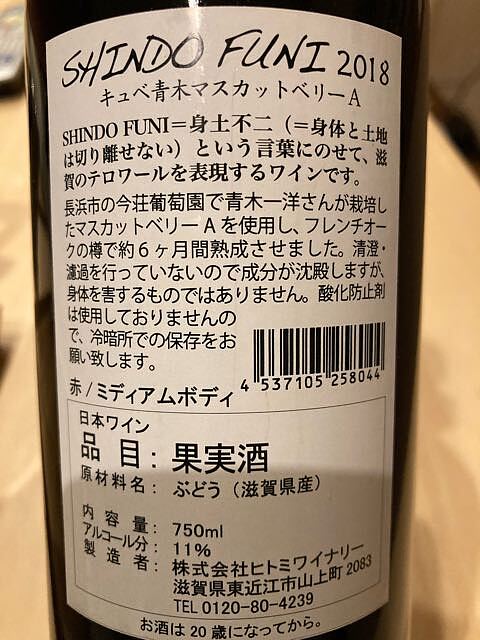 SHINDO FUNI 2018
キュベ青木マスカットベリーA
SHINDO FUNI＝身土不二（＝身体と土地
は切り離せない）という言葉にのせて、滋
賀のテロワールを表現するワインです。
長浜市の今荘葡萄園で青木一洋さんが栽培し
たマスカットベリーAを使用し、フレンチオー
クの樽で約6ヶ月間熟成させました。清澄・
濾過を行っていないので成分が沈殿しますが、
身体を害するものではありません。酸化防止剤
は使用しておりませんの
で、冷暗所での保存をお
願い致します。
4 537105 258044
赤/ミディアムボディ
日本ワイン
品目：果実酒
原材料名：ぶどう（滋賀県産）
内容量：750ml
アルコール分：11%
製造者：株式会社ヒトミワイナリー
滋賀県東近江市山上町2083
TEL 0120-80-4239
お酒は20歳になってから。